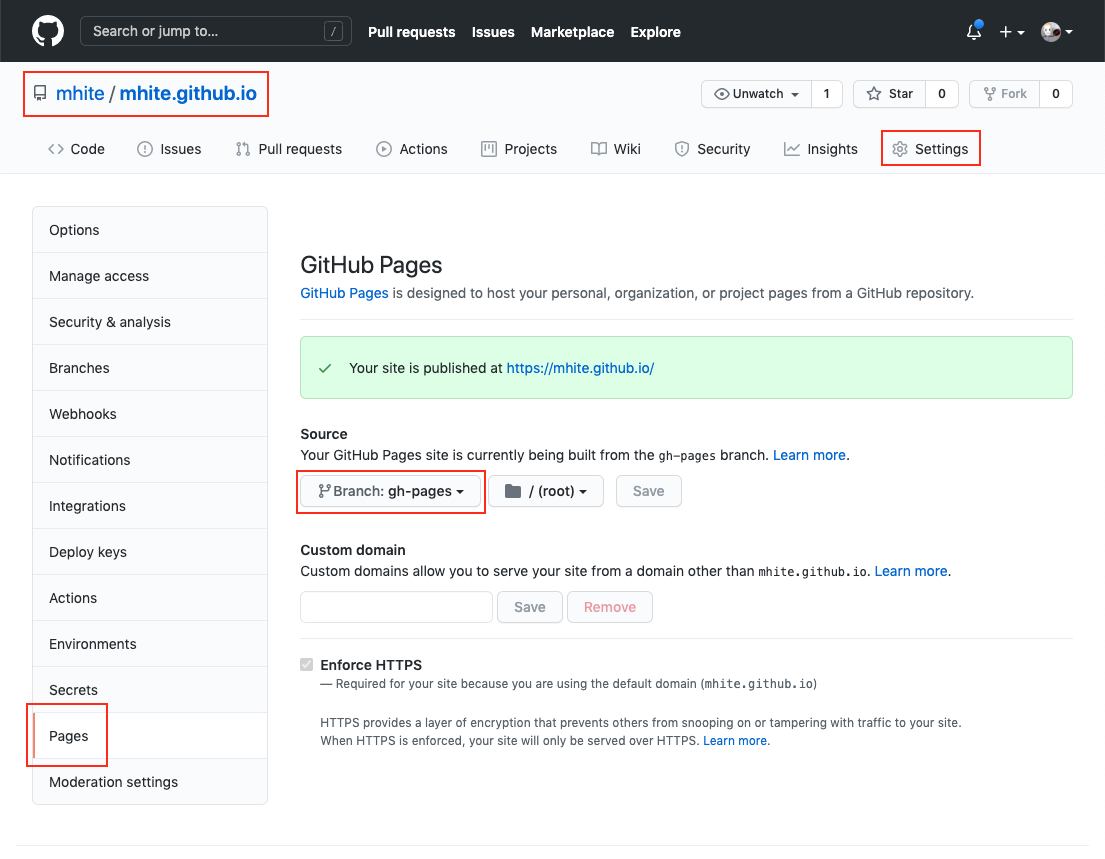 Search or jump to… / Pull requests Issues Marketplace Explore
mhite / mhite.github.io Unwatch 1 Star 0 Fork 0
Code Issues Pull requests Actions Projects Wiki Security Insights Settings
Options
Manage access
Security & analysis
Branches
Webhooks
Notifications
Integrations
Deploy keys
Actions
Environments
Secrets
Pages
Moderation settings
GitHub Pages
GitHub Pages is designed to host your personal, organization, or project pages from a GitHub repository.
Your site is published at https://mhite.github.io/
Source
Your GitHub Pages site is currently being built from the gh-pages branch. Learn more.
Branch: gh-pages / (root) Save
Custom domain
Custom domains allow you to serve your site from a domain other than mhite.github.io. Learn more.
Save Remove
Enforce HTTPS
— Required for your site because you are using the default domain (mhite.github.io)
HTTPS provides a layer of encryption that prevents others from snooping on or tampering with traffic to your site.
When HTTPS is enforced, your site will only be served over HTTPS. Learn more.